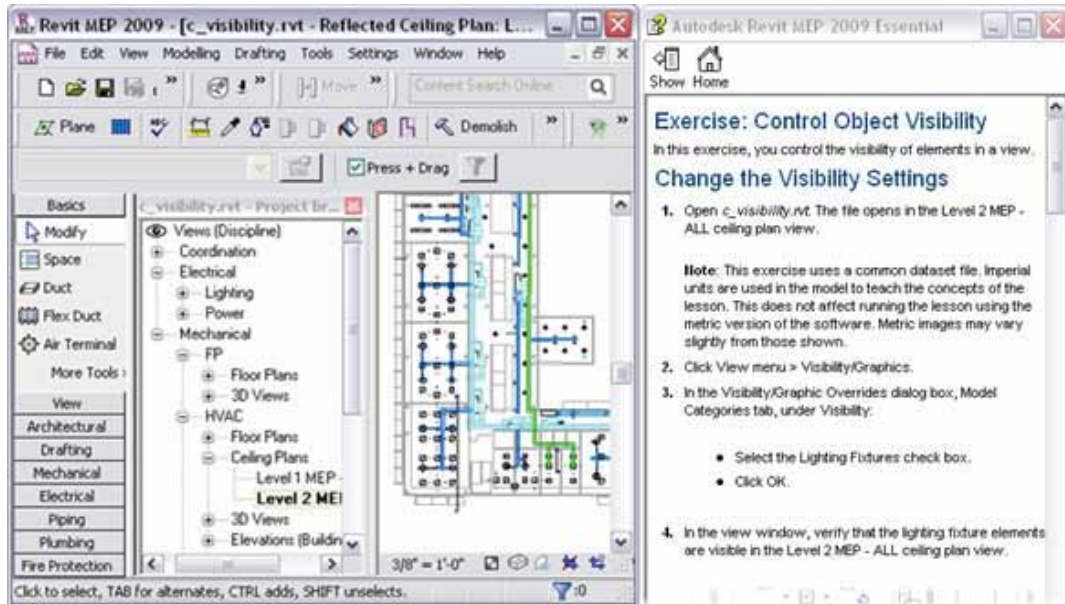 Revit MEP 2009 - [c_visibility.rvt - Reflected Ceiling Plan: L...
File Edit View Modelling Drafting Tools Settings Window Help
Move
Content Search Online
Plane
Demolish
Press + Drag
Basics
Modify
Space
Duct
Flex Duct
Air Terminal
More Tools
View
Architectural
Drafting
Mechanical
Electrical
Piping
Plumbing
Fire Protection
c_visibility.rvt - Project br...
Views (Discipline)
Coordination
Electrical
Lighting
Power
Mechanical
FP
Floor Plans
3D Views
HVAC
Floor Plans
Ceiling Plans
Level 1 MEP -
Level 2 MEI
3D Views
Elevations (Buildin
3/8" = 1'-0"
Click to select, TAB for alternates, CTRL adds, SHIFT unselects.
:0
Autodesk Revit MEP 2009 Essential
Show Home
Exercise: Control Object Visibility
In this exercise, you control the visibility of elements in a view.
Change the Visibility Settings
1. Open c_visibility.rvt. The file opens in the Level 2 MEP -
ALL ceiling plan view.
Note: This exercise uses a common dataset file. Imperial
units are used in the model to teach the concepts of the
lesson. This does not affect running the lesson using the
metric version of the software. Metric images may vary
slightly from those shown.
2. Click View menu > Visibility/Graphics.
3. In the Visibility/Graphic Overrides dialog box, Model
Categories tab, under Visibility:
• Select the Lighting Fixtures check box.
• Click OK.
4. In the view window, verify that the lighting fixture elements
are visible in the Level 2 MEP - ALL ceiling plan view.